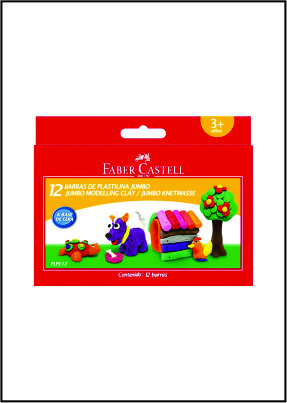 3+
años
FABER CASTELL
12 BARRAS DE PLASTILINA JUMBO
JUMBO MODELLING CLAY / JUMBO KNETMASSE
A BASE
DE CERA
Contenido: 12 barras